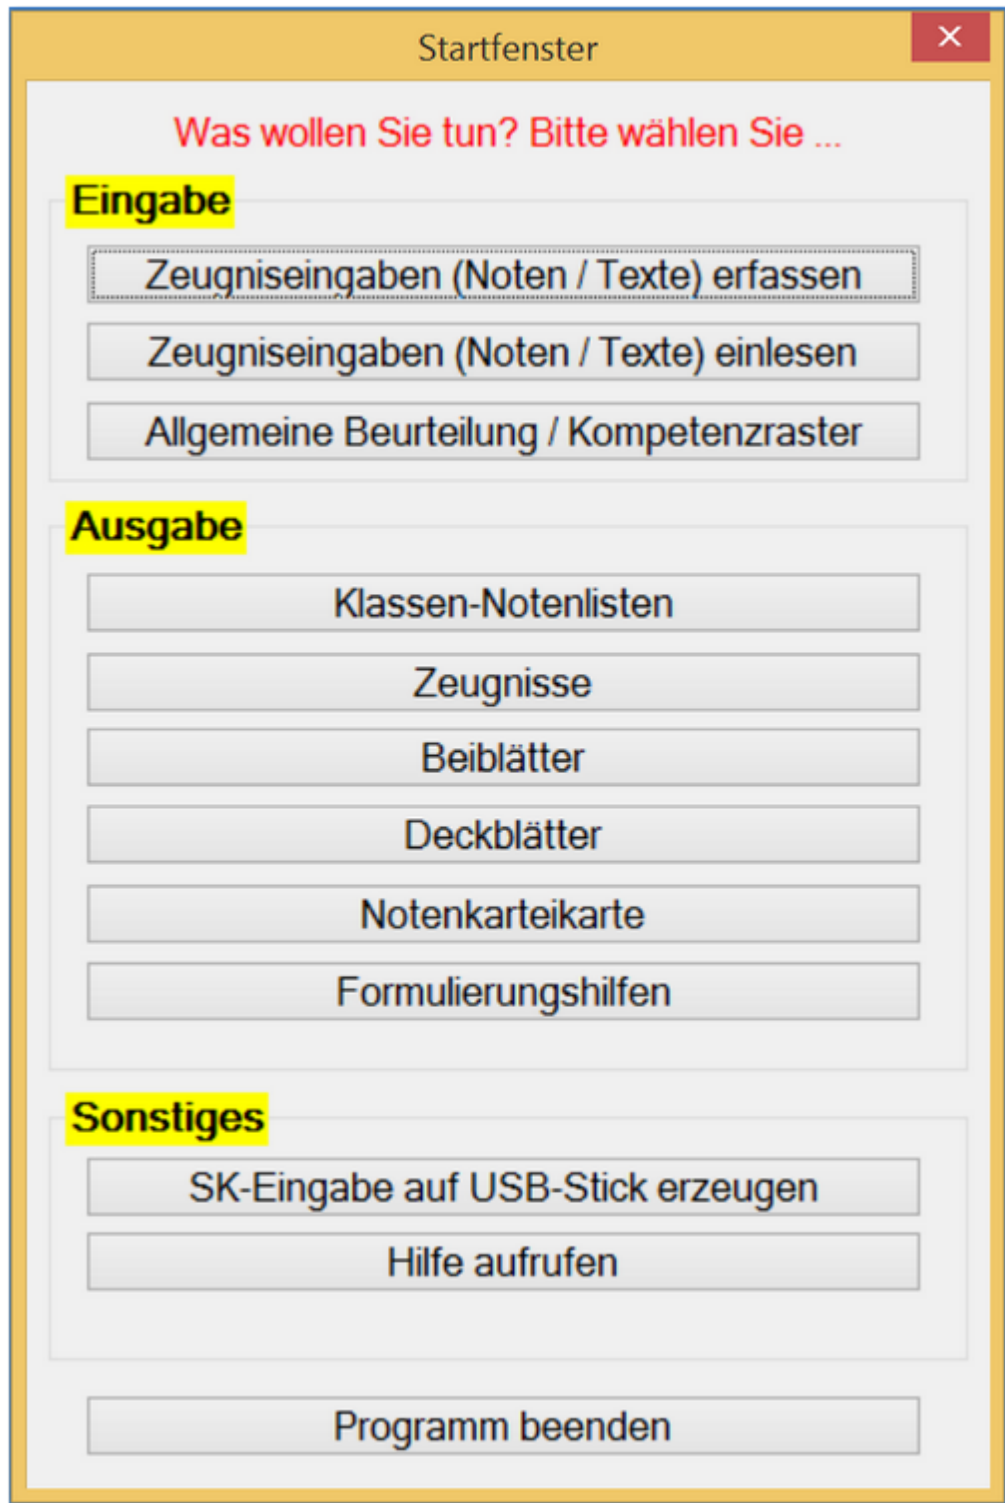 Startfenster
Was wollen Sie tun? Bitte wählen Sie ...
Eingabe
Zeugniseingaben (Noten / Texte) erfassen
Zeugniseingaben (Noten / Texte) einlesen
Allgemeine Beurteilung / Kompetenzraster
Ausgabe
Klassen-Notenlisten
Zeugnisse
Beiblätter
Deckblätter
Notenkarteikarte
Formulierungshilfen
Sonstiges
SK-Eingabe auf USB-Stick erzeugen
Hilfe aufrufen
Programm beenden